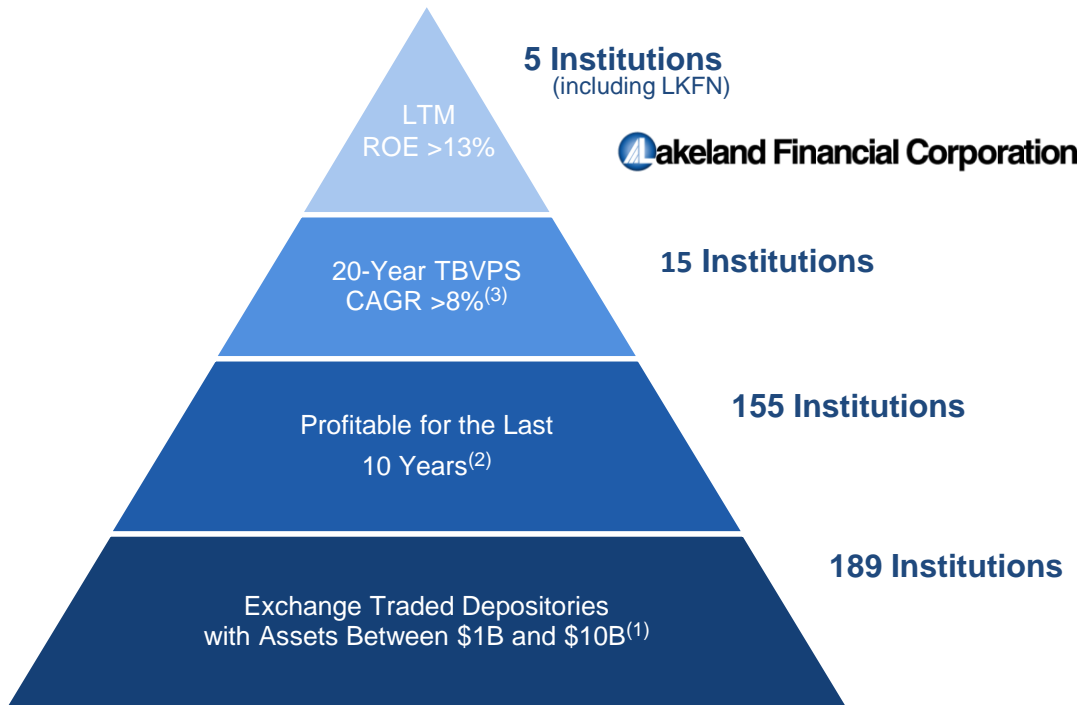 5 Institutions
(including LKFN)
LTM
ROE >13%
Lakeland Financial Corporation
20-Year TBVPS
CAGR >8%(3)
15 Institutions
Profitable for the Last
10 Years(2)
155 Institutions
Exchange Traded Depositories
with Assets Between $1B and $10B(1)
189 Institutions